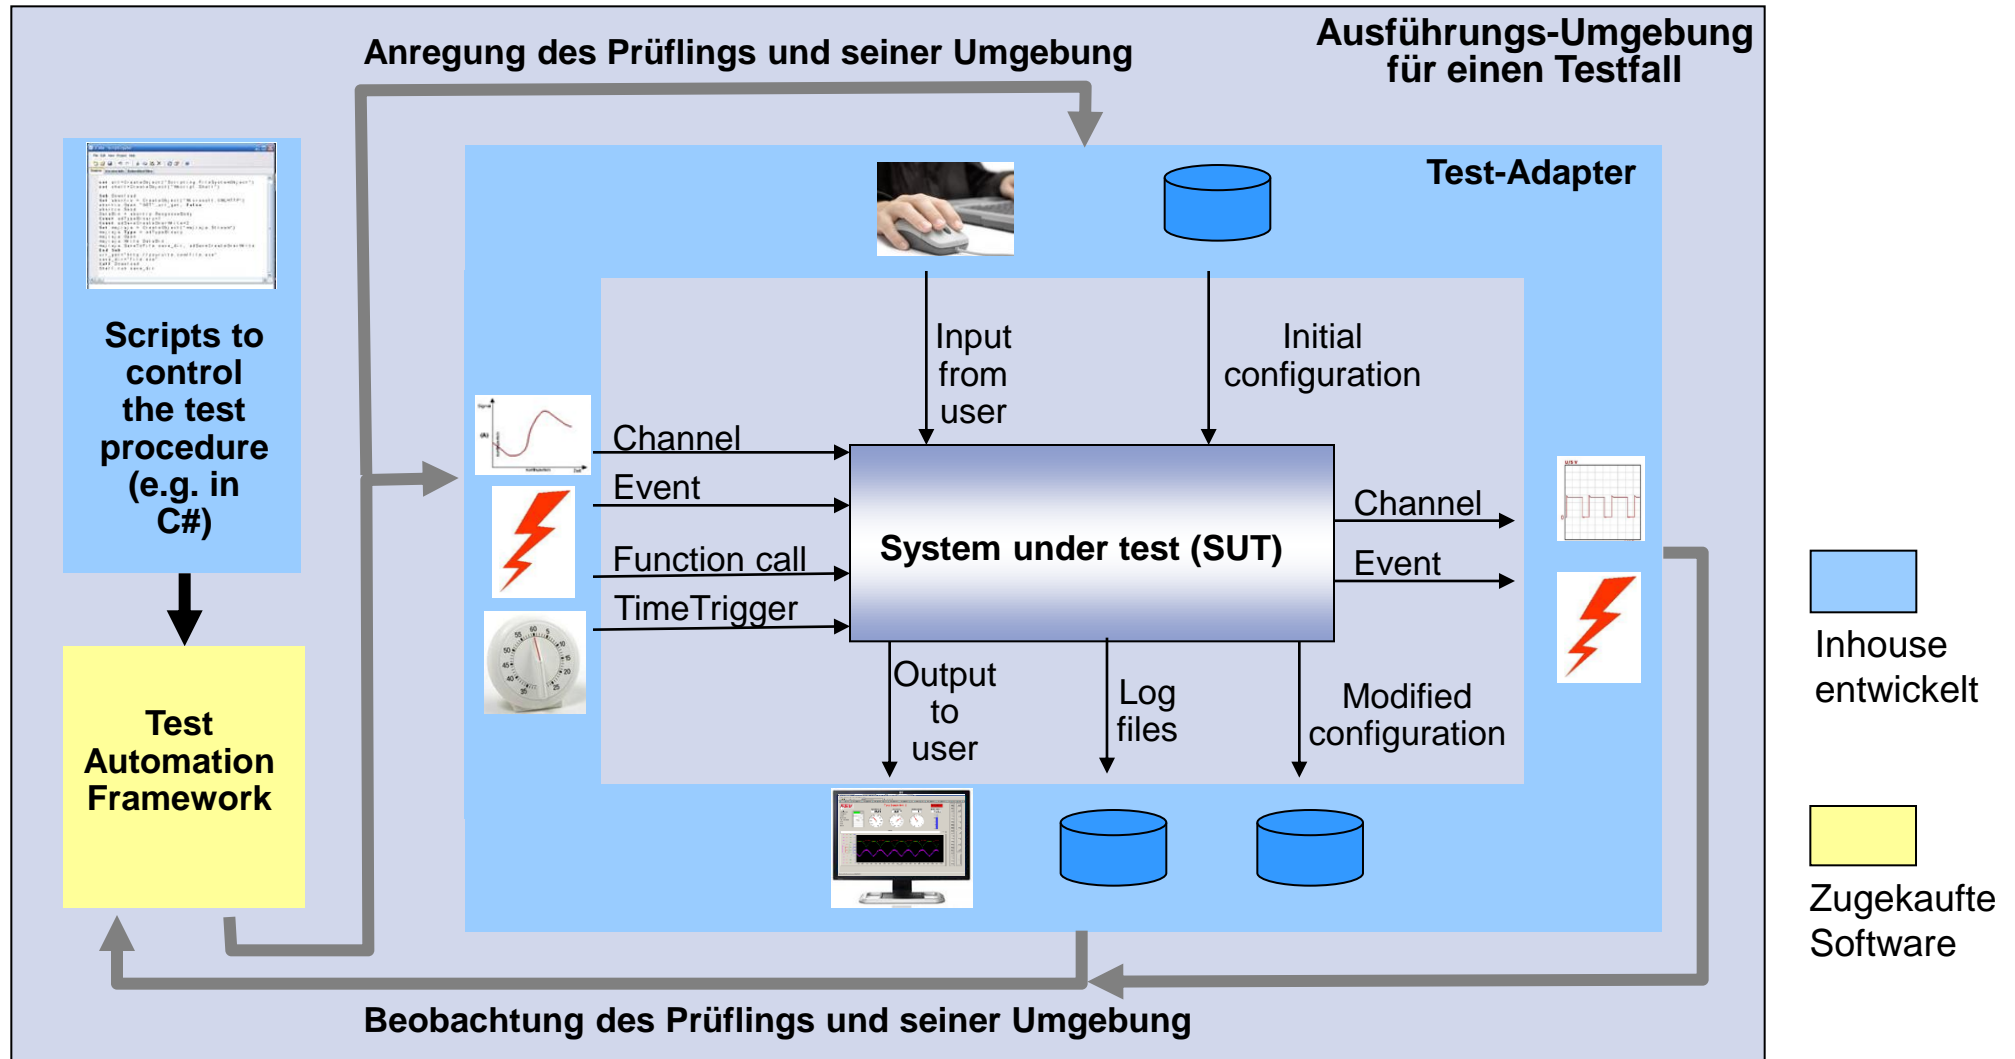 Anregung des Prüflings und seiner Umgebung
Ausführungs-Umgebung
für einen Testfall
Test-Adapter
Scripts to
control
the test
procedure
(e.g. in
C#)
Test
Automation
Framework
Input
from
user
Initial
configuration
Channel
Event
Function call
TimeTrigger
System under test (SUT)
Channel
Event
Output
to
user
Log
files
Modified
configuration
Beobachtung des Prüflings und seiner Umgebung
Inhouse
entwickelt
Zugekaufte
Software